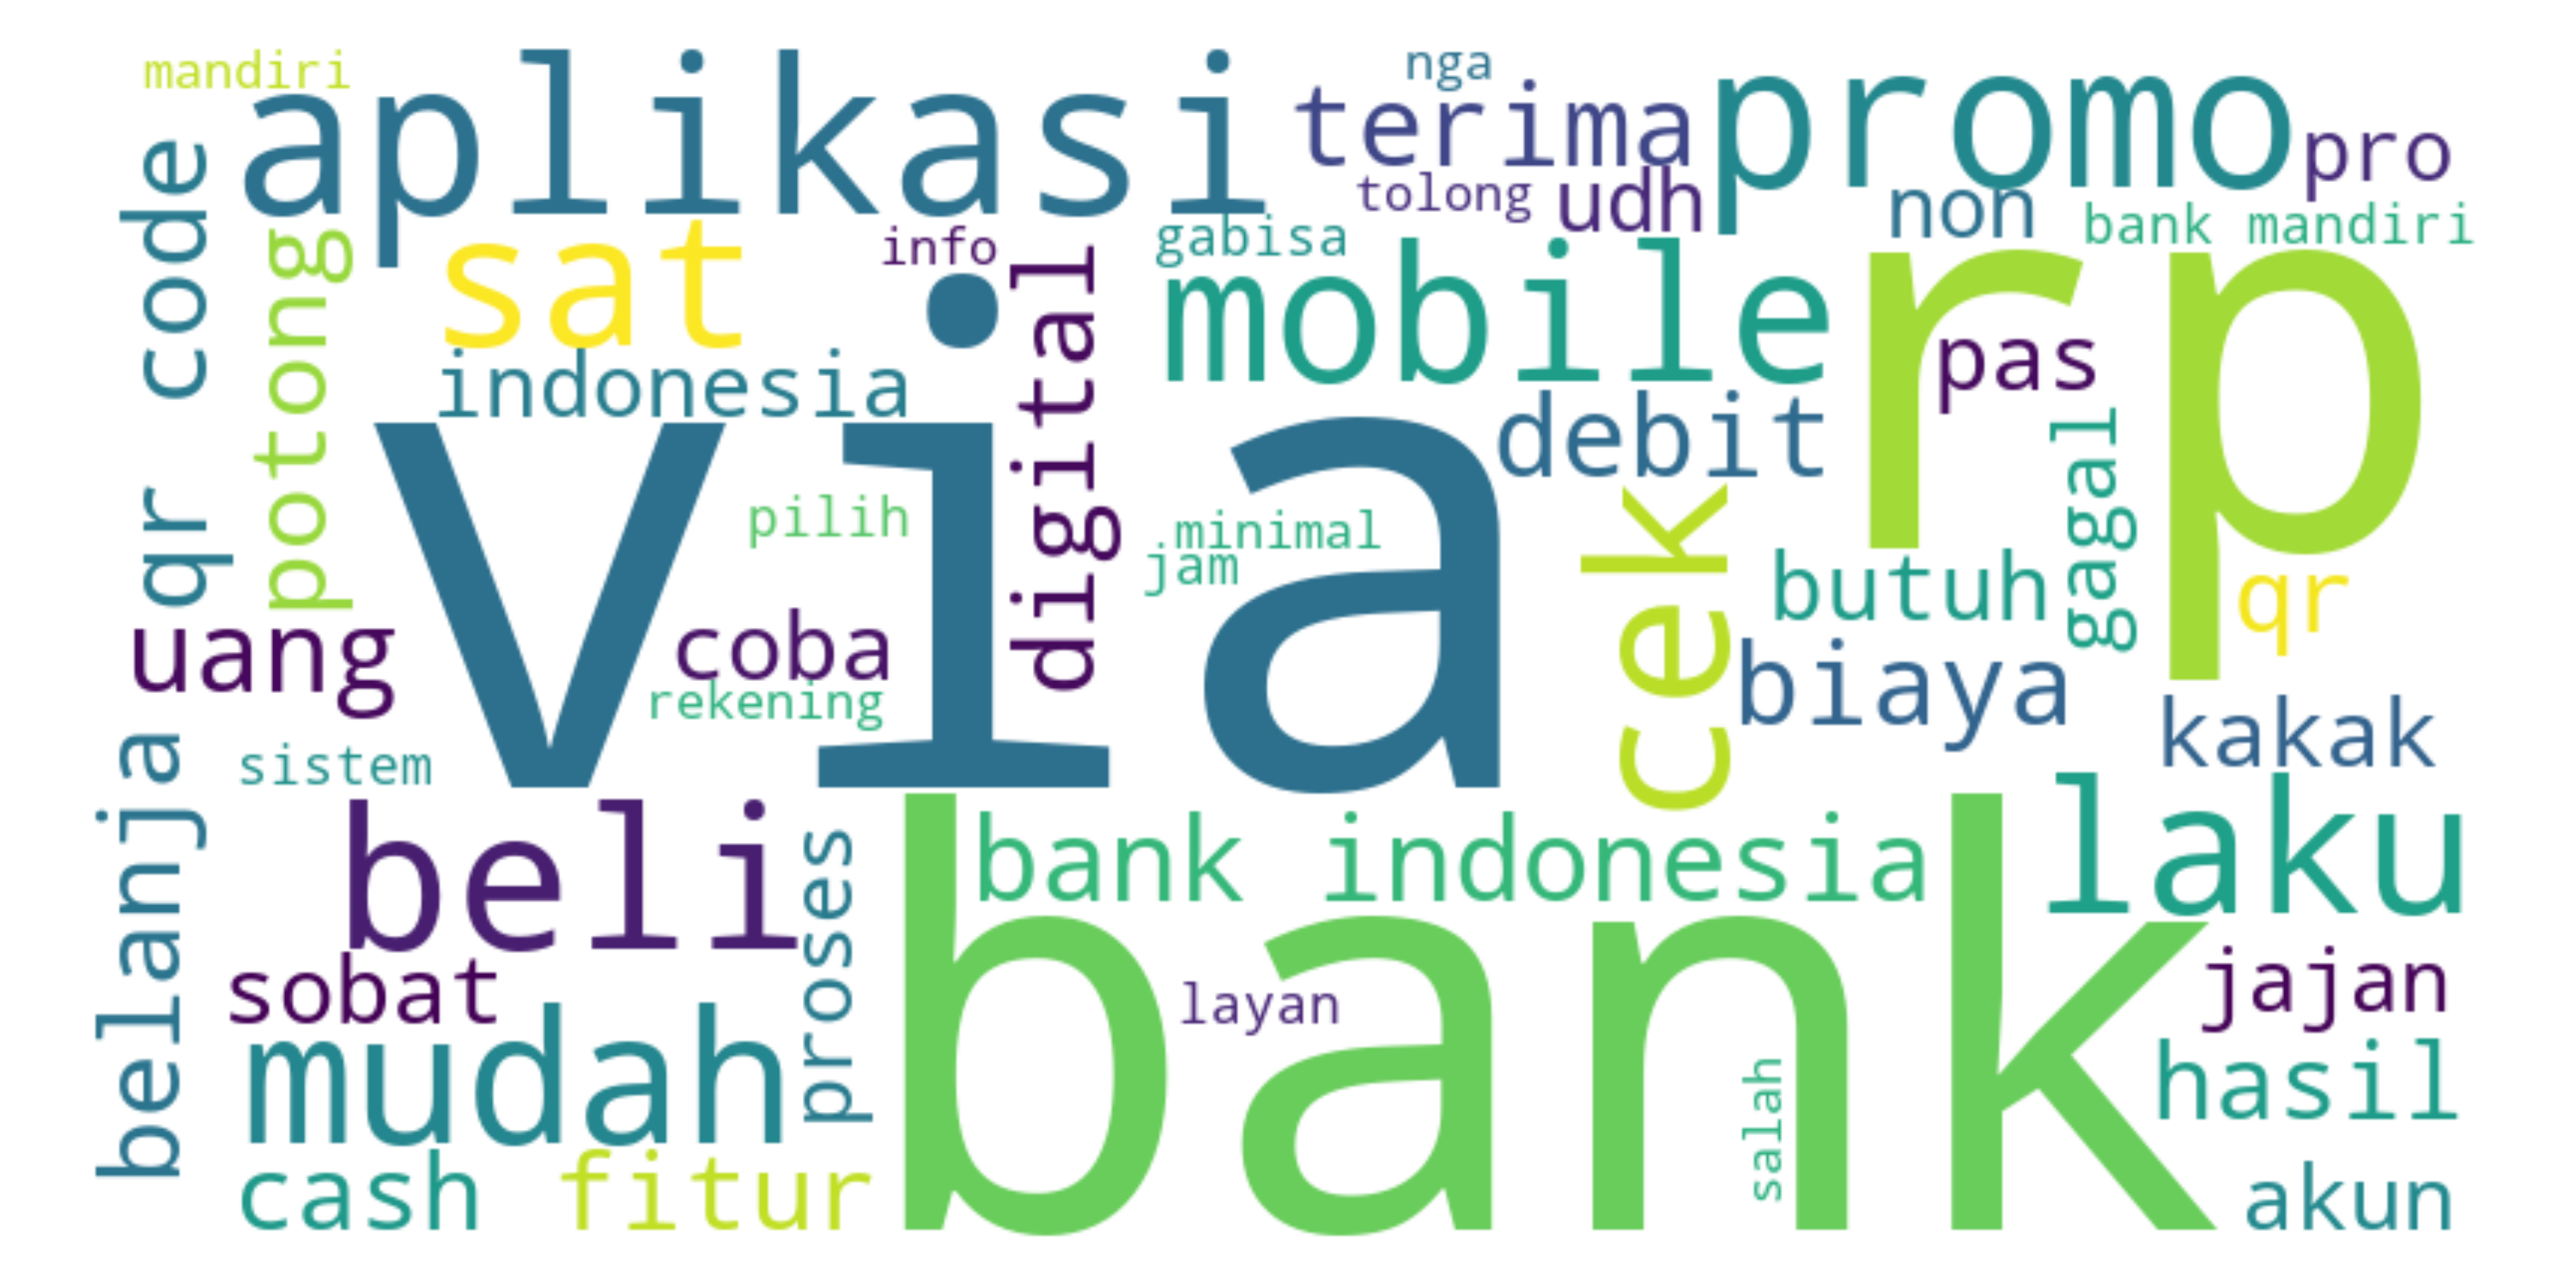 mandiri
aplikasi
nga
terima
promo
pro
tolong
udh
non
bank mandiri
qr code
potong
sat
info
gabisa
mobile
rp
indonesia
digital
pas
debit
via
pilih
minimal
jam
cek
gagal
butuh
qr
uang
coba
rekening
biaya
kakak
sistem
belanja
beli
proses
bank indonesia
laku
sobat
bank
layan
jajan
mudah
salah
hasil
cash
fitur
akun